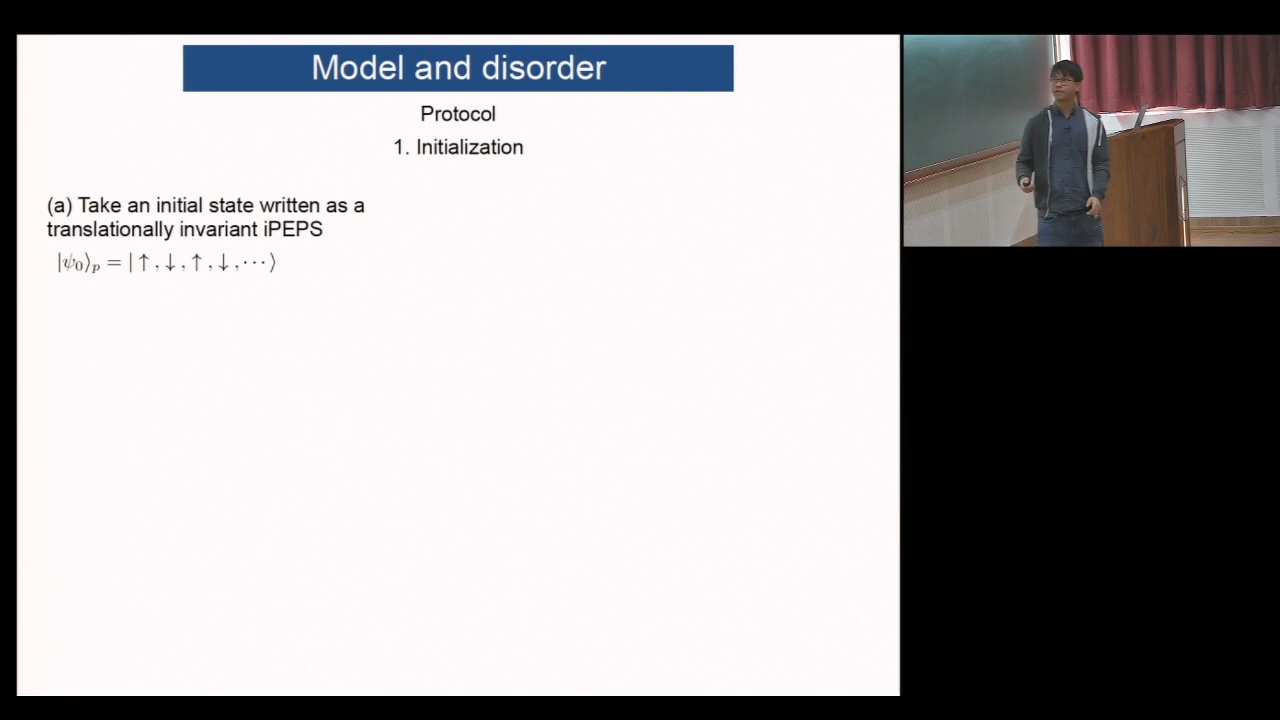 Model and disorder
Protocol
1. Initialization
(a) Take an initial state written as a
translationally invariant iPEPS
|ψ₀⟩ₚ = |↑,↓,↑,↓,⋯⟩